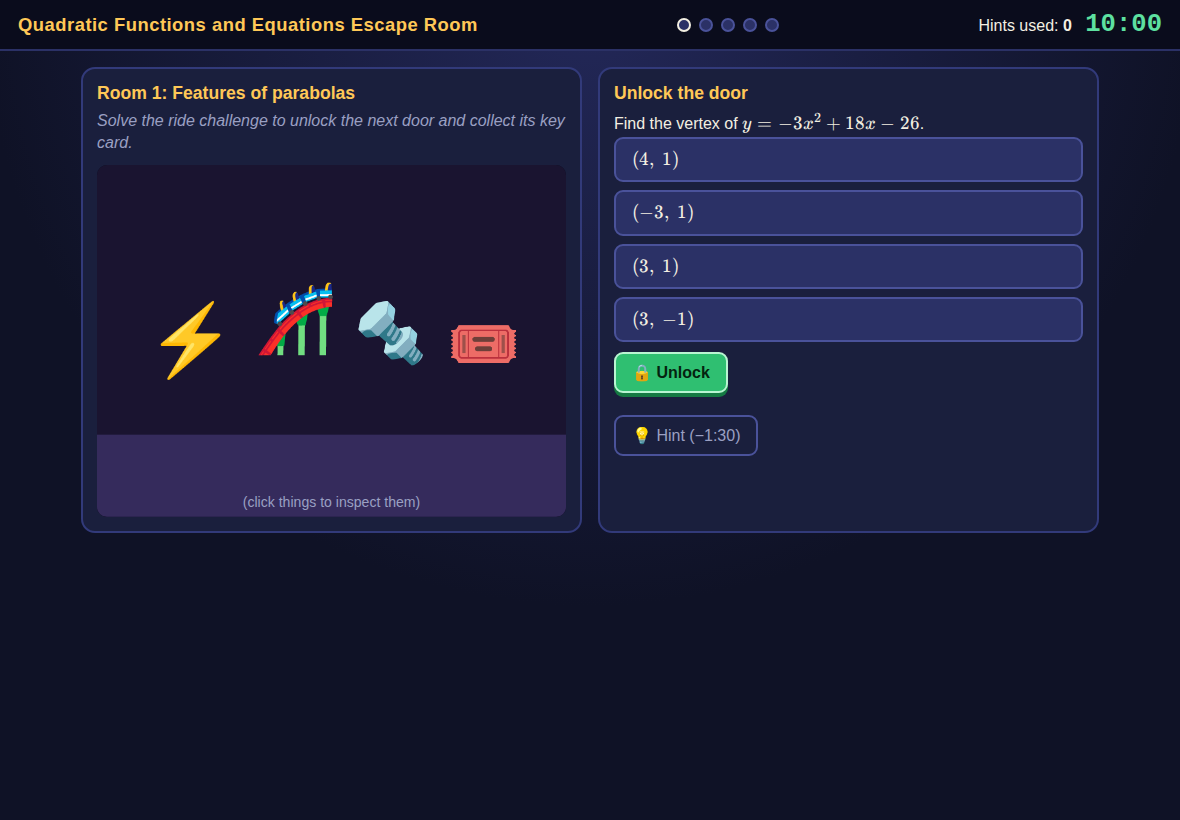 Quadratic Functions and Equations Escape Room
Hints used: 0 10:00
Room 1: Features of parabolas
Solve the ride challenge to unlock the next door and collect its key
card.
(click things to inspect them)
Unlock the door
Find the vertex of y = −3x² + 18x − 26.
(4, 1)
(−3, 1)
(3, 1)
(3, −1)
🔒 Unlock
💡 Hint (−1:30)